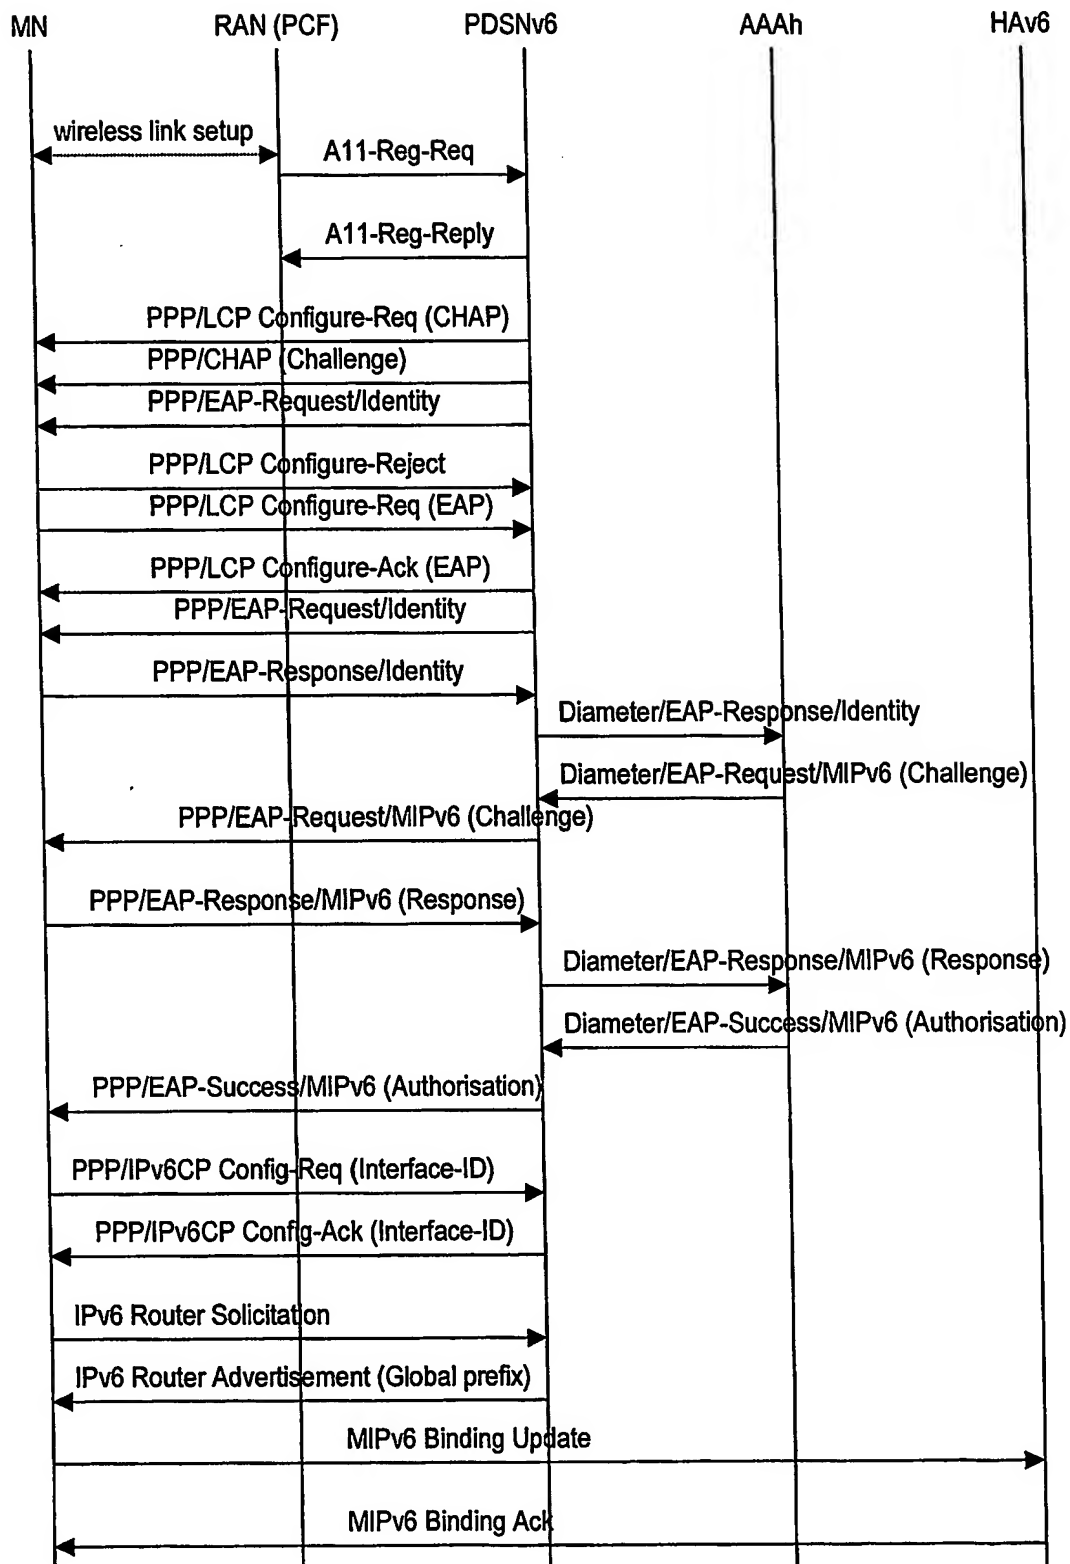 MN RAN (PCF) PDSNv6 AAAh HAv6
wireless link setup
A11-Reg-Req
A11-Reg-Reply
PPP/LCP Configure-Req (CHAP)
PPP/CHAP (Challenge)
PPP/EAP-Request/Identity
PPP/LCP Configure-Reject
PPP/LCP Configure-Req (EAP)
PPP/LCP Configure-Ack (EAP)
PPP/EAP-Request/Identity
PPP/EAP-Response/Identity
Diameter/EAP-Response/Identity
Diameter/EAP-Request/MIPv6 (Challenge)
PPP/EAP-Request/MIPv6 (Challenge)
PPP/EAP-Response/MIPv6 (Response)
Diameter/EAP-Response/MIPv6 (Response)
Diameter/EAP-Success/MIPv6 (Authorisation)
PPP/EAP-Success/MIPv6 (Authorisation)
PPP/IPv6CP Config-Req (Interface-ID)
PPP/IPv6CP Config-Ack (Interface-ID)
IPv6 Router Solicitation
IPv6 Router Advertisement (Global prefix)
MIPv6 Binding Update
MIPv6 Binding Ack